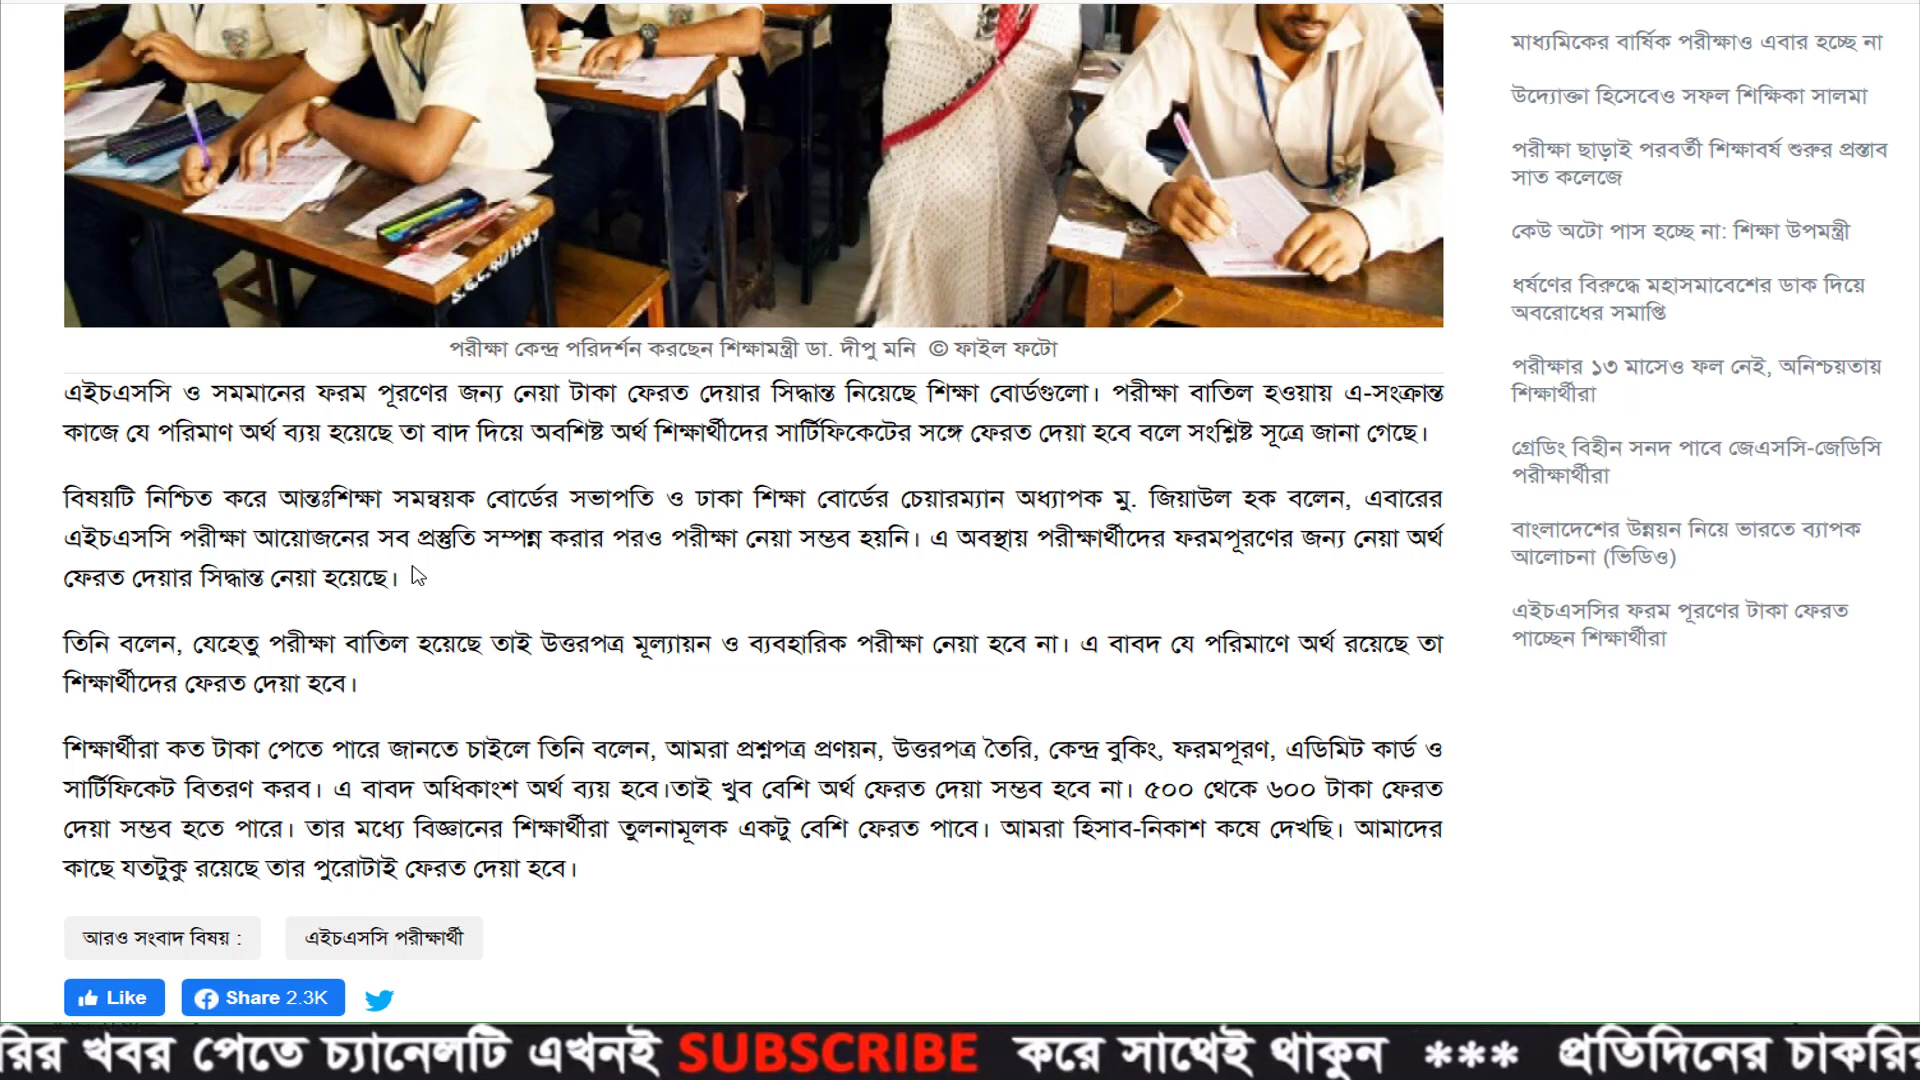 পরীক্ষা কেন্দ্র পরিদর্শন করছেন শিক্ষামন্ত্রী ডা. দীপু মনি © ফাইল ফটো
এইচএসসি ও সমমানের ফরম পূরণের জন্য নেয়া টাকা ফেরত দেয়ার সিদ্ধান্ত নিয়েছে শিক্ষা বোর্ডগুলো। পরীক্ষা বাতিল হওয়ায় এ-সংক্রান্ত
কাজে যে পরিমাণ অর্থ ব্যয় হয়েছে তা বাদ দিয়ে অবশিষ্ট অর্থ শিক্ষার্থীদের সার্টিফিকেটের সঙ্গে ফেরত দেয়া হবে বলে সংশ্লিষ্ট সূত্রে জানা গেছে।
বিষয়টি নিশ্চিত করে আন্তঃশিক্ষা সমন্বয়ক বোর্ডের সভাপতি ও ঢাকা শিক্ষা বোর্ডের চেয়ারম্যান অধ্যাপক মু. জিয়াউল হক বলেন, এবারের
এইচএসসি পরীক্ষা আয়োজনের সব প্রস্তুতি সম্পন্ন করার পরও পরীক্ষা নেয়া সম্ভব হয়নি। এ অবস্থায় পরীক্ষার্থীদের ফরমপূরণের জন্য নেয়া অর্থ
ফেরত দেয়ার সিদ্ধান্ত নেয়া হয়েছে।
তিনি বলেন, যেহেতু পরীক্ষা বাতিল হয়েছে তাই উত্তরপত্র মূল্যায়ন ও ব্যবহারিক পরীক্ষা নেয়া হবে না। এ বাবদ যে পরিমাণে অর্থ রয়েছে তা
শিক্ষার্থীদের ফেরত দেয়া হবে।
শিক্ষার্থীরা কত টাকা পেতে পারে জানতে চাইলে তিনি বলেন, আমরা প্রশ্নপত্র প্রণয়ন, উত্তরপত্র তৈরি, কেন্দ্র বুকিং, ফরমপূরণ, এডিমিট কার্ড ও
সার্টিফিকেট বিতরণ করব। এ বাবদ অধিকাংশ অর্থ ব্যয় হবে।তাই খুব বেশি অর্থ ফেরত দেয়া সম্ভব হবে না। ৫০০ থেকে ৬০০ টাকা ফেরত
দেয়া সম্ভব হতে পারে। তার মধ্যে বিজ্ঞানের শিক্ষার্থীরা তুলনামূলক একটু বেশি ফেরত পাবে। আমরা হিসাব-নিকাশ কষে দেখছি। আমাদের
কাছে যতটুকু রয়েছে তার পুরোটাই ফেরত দেয়া হবে।
আরও সংবাদ বিষয় :
এইচএসসি পরীক্ষার্থী
Like
Share 2.3K
মাধ্যমিকের বার্ষিক পরীক্ষাও এবার হচ্ছে না
উদ্যোক্তা হিসেবেও সফল শিক্ষিকা সালমা
পরীক্ষা ছাড়াই পরবর্তী শিক্ষাবর্ষ শুরুর প্রস্তাব
সাত কলেজে
কেউ অটো পাস হচ্ছে না: শিক্ষা উপমন্ত্রী
ধর্ষণের বিরুদ্ধে মহাসমাবেশের ডাক দিয়ে
অবরোধের সমাপ্তি
পরীক্ষার ১৩ মাসেও ফল নেই, অনিশ্চয়তায়
শিক্ষার্থীরা
গ্রেডিং বিহীন সনদ পাবে জেএসসি-জেডিসি
পরীক্ষার্থীরা
বাংলাদেশের উন্নয়ন নিয়ে ভারতে ব্যাপক
আলোচনা (ভিডিও)
এইচএসসির ফরম পূরণের টাকা ফেরত
পাচ্ছেন শিক্ষার্থীরা
রির খবর পেতে চ্যানেলটি এখনই SUBSCRIBE করে সাথেই থাকুন *** প্রতিদিনের চাকরির